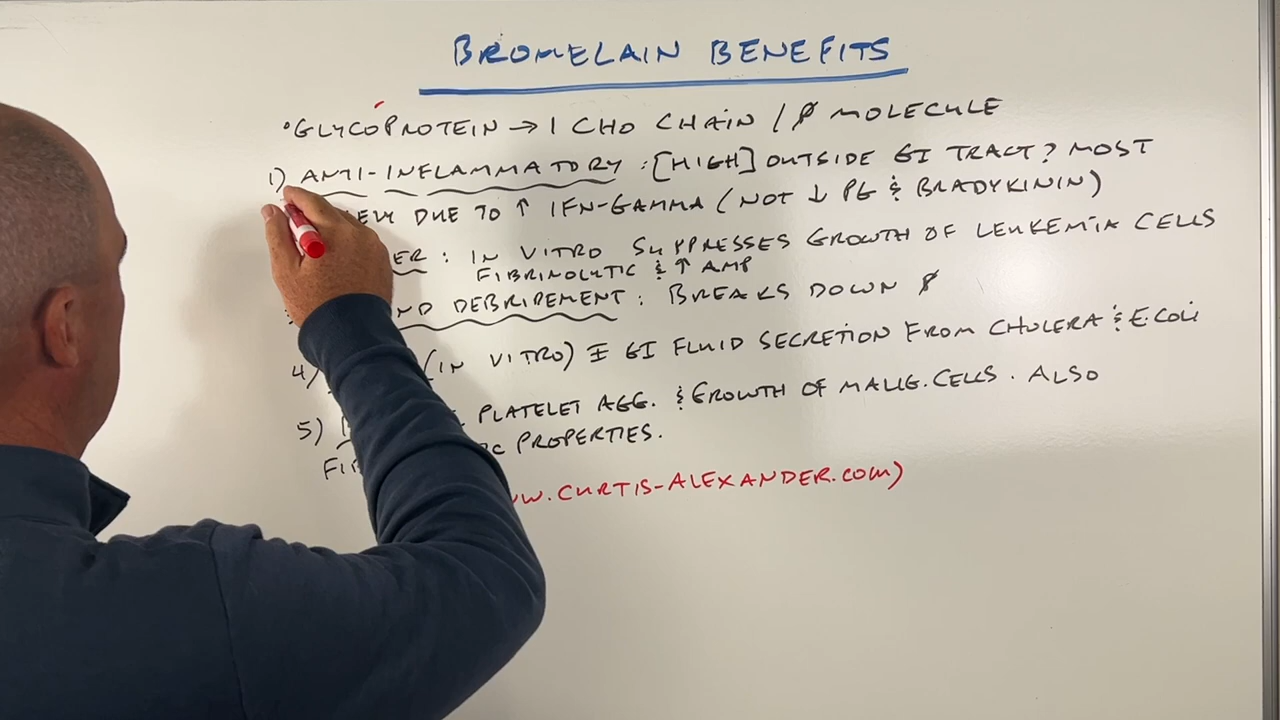 BROMELAIN BENEFITS
•GLYCOPROTEIN → 1 CHO CHAIN / ₱ MOLECULE
1) ANTI-INFLAMMATORY : [HIGH] OUTSIDE GI TRACT? MOST
DUE TO ↑ IFN-GAMMA (NOT ↓ PG & BRADYKININ)
: IN VITRO SUPPRESSES GROWTH OF LEUKEMIA CELLS
FIBRINOLYTIC & ↑ AMP
DEBRIDEMENT : BREAKS DOWN ₱
4) (IN VITRO) I GI FLUID SECRETION FROM CHOLERA & E.COLI
5) PLATELET AGG. & GROWTH OF MALIG. CELLS. ALSO
PROPERTIES.
W.CURTIS-ALEXANDER.COM)